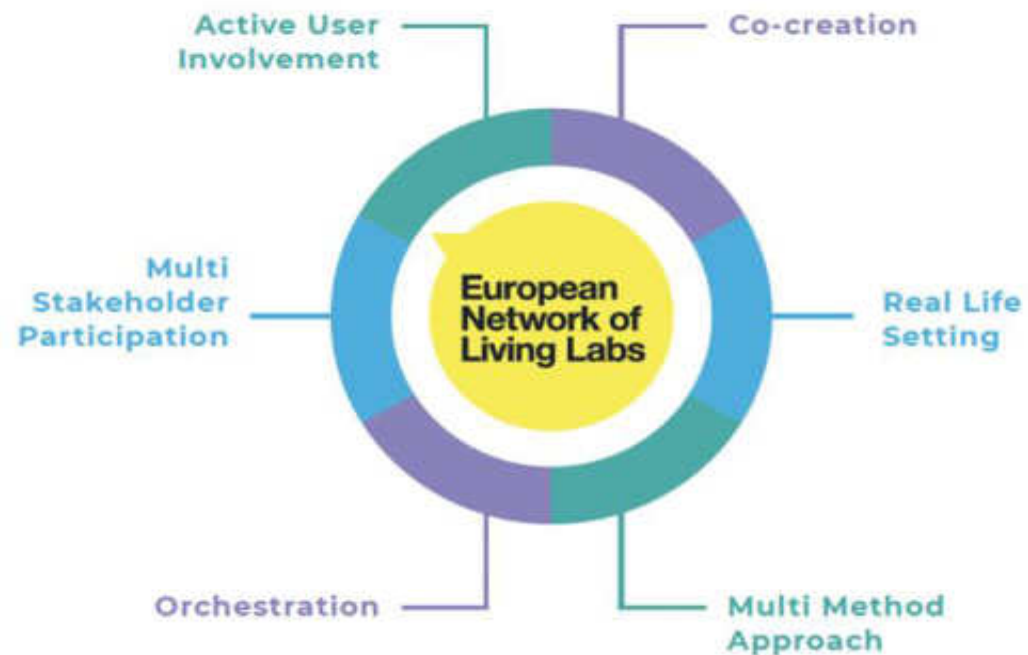 Active User
Involvement
Co-creation
Multi
Stakeholder
Participation
European
Network of
Living Labs
Real Life
Setting
Orchestration
Multi Method
Approach